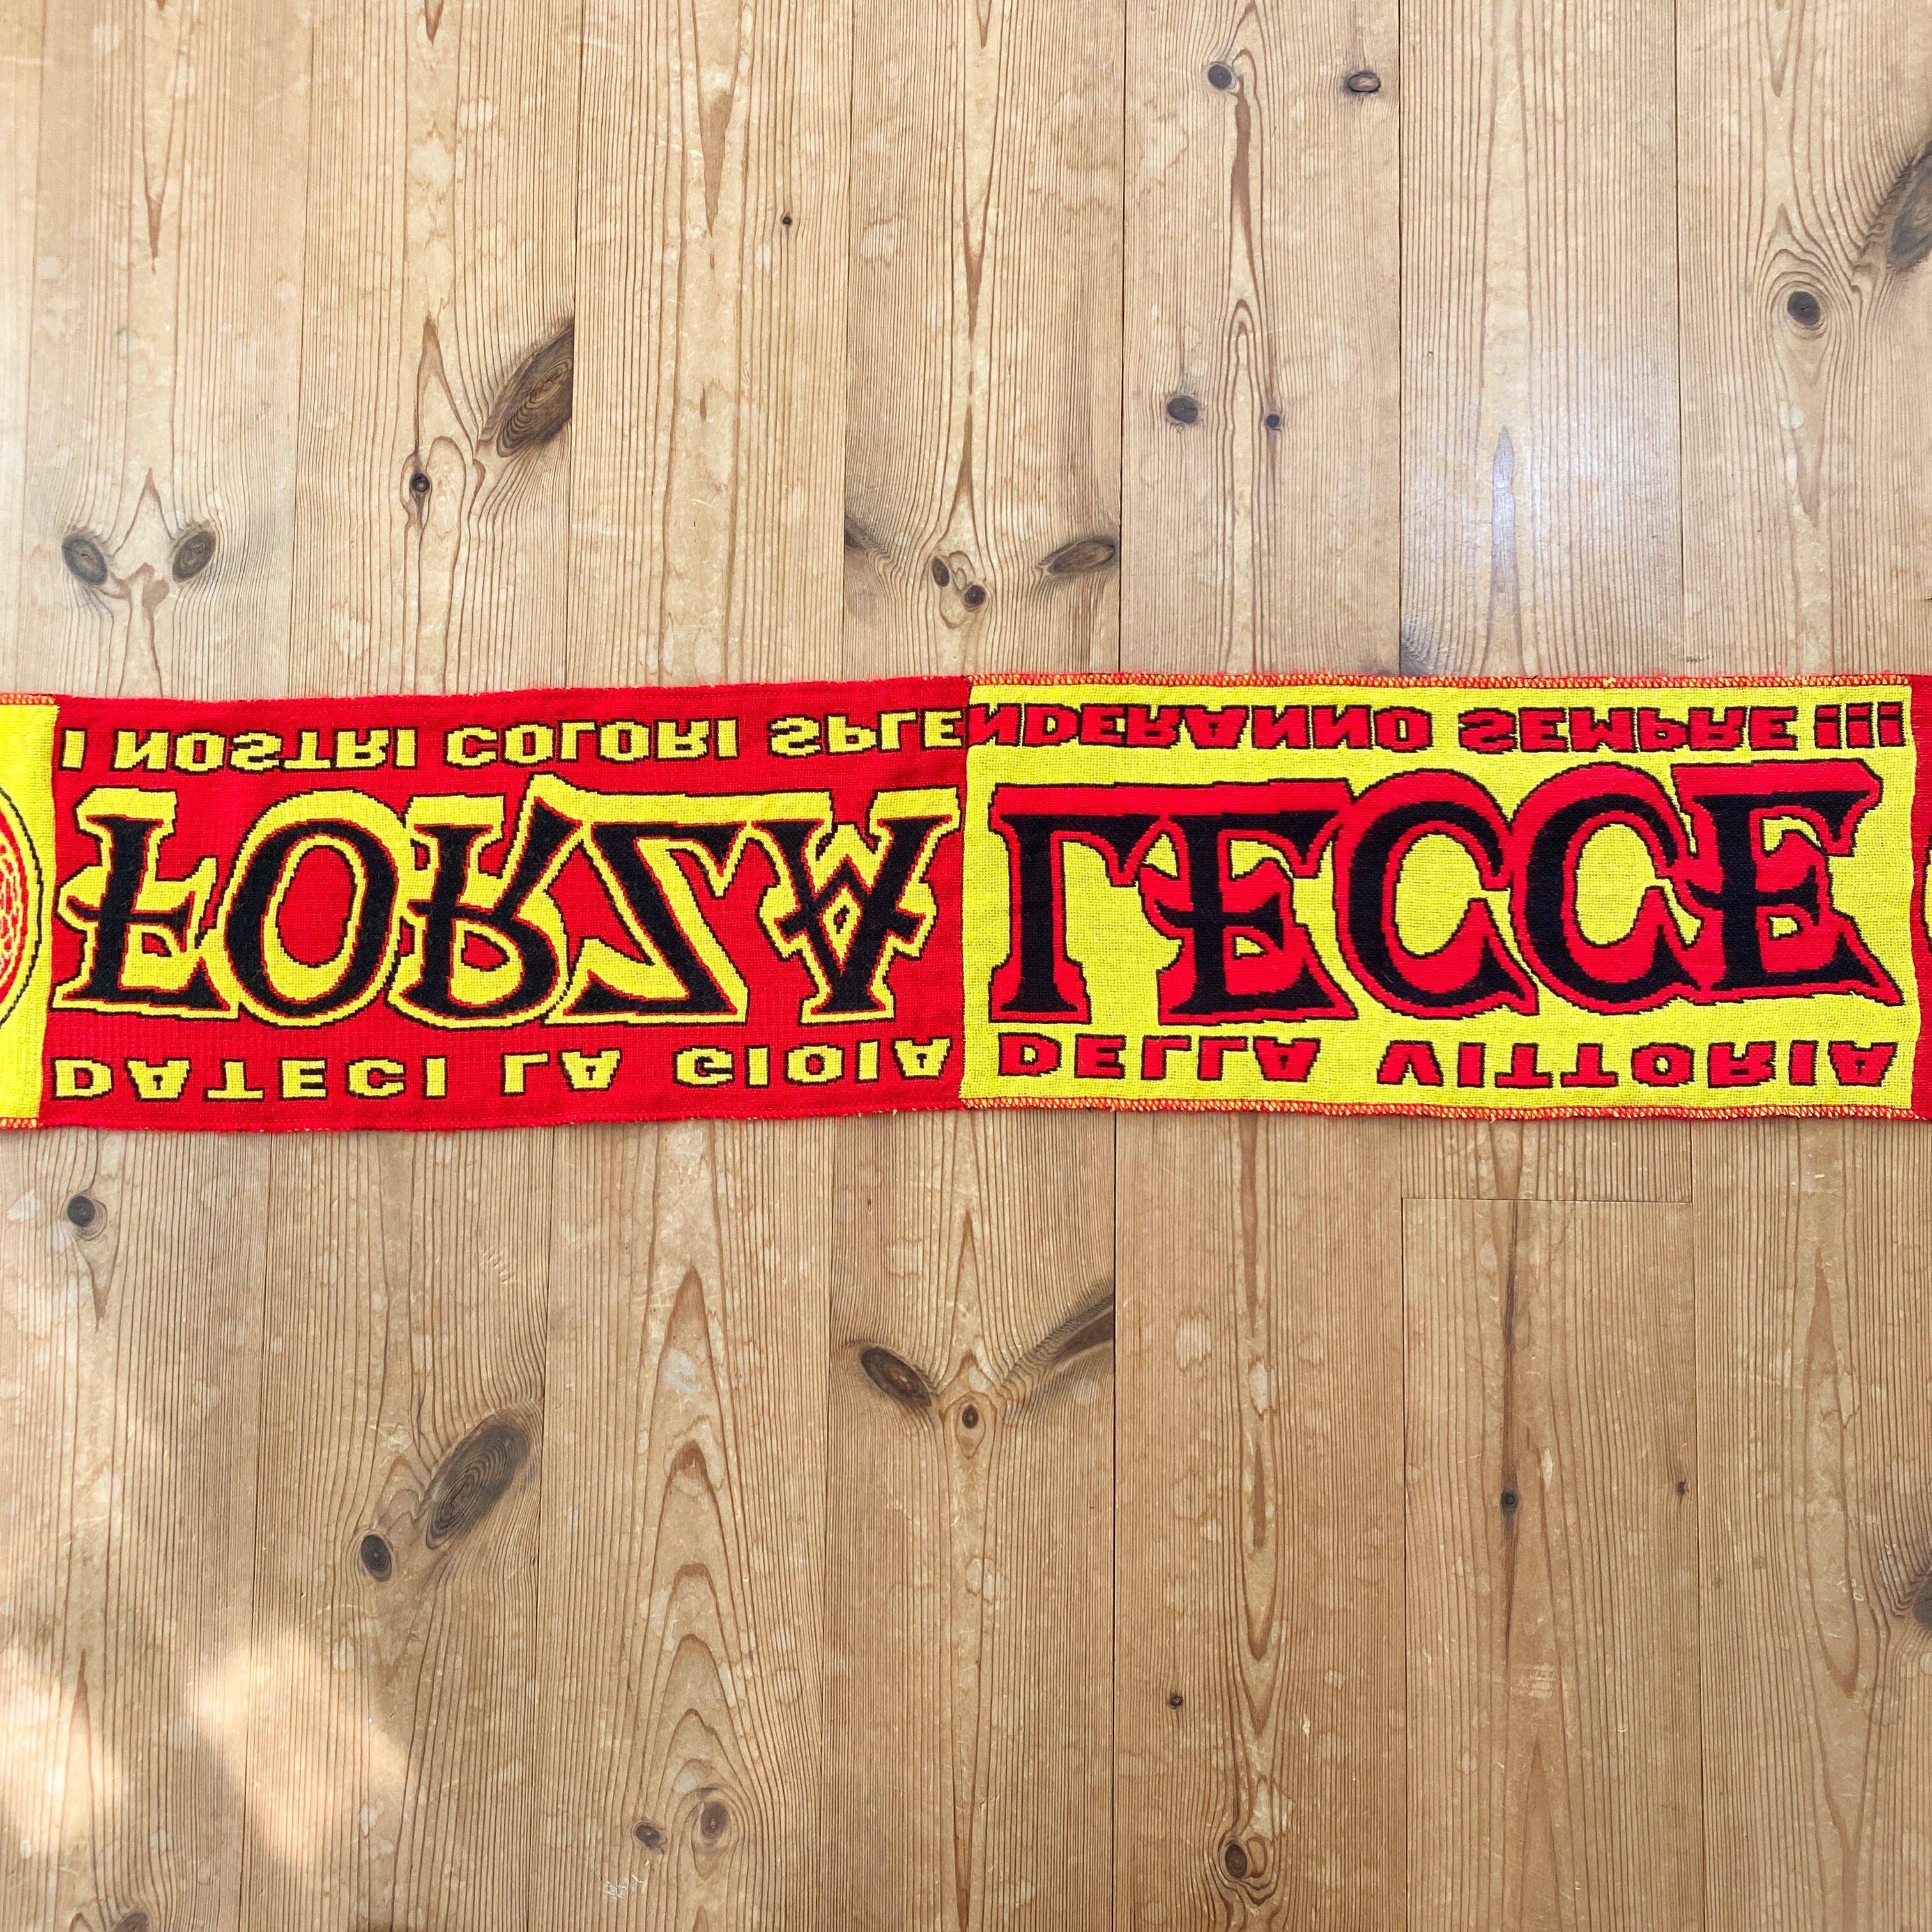 DATECI LA GIOIA DELLA VITTORIA
FORZA LECCE
I NOSTRI COLORI SPLENDERANNO SEMPRE!!!